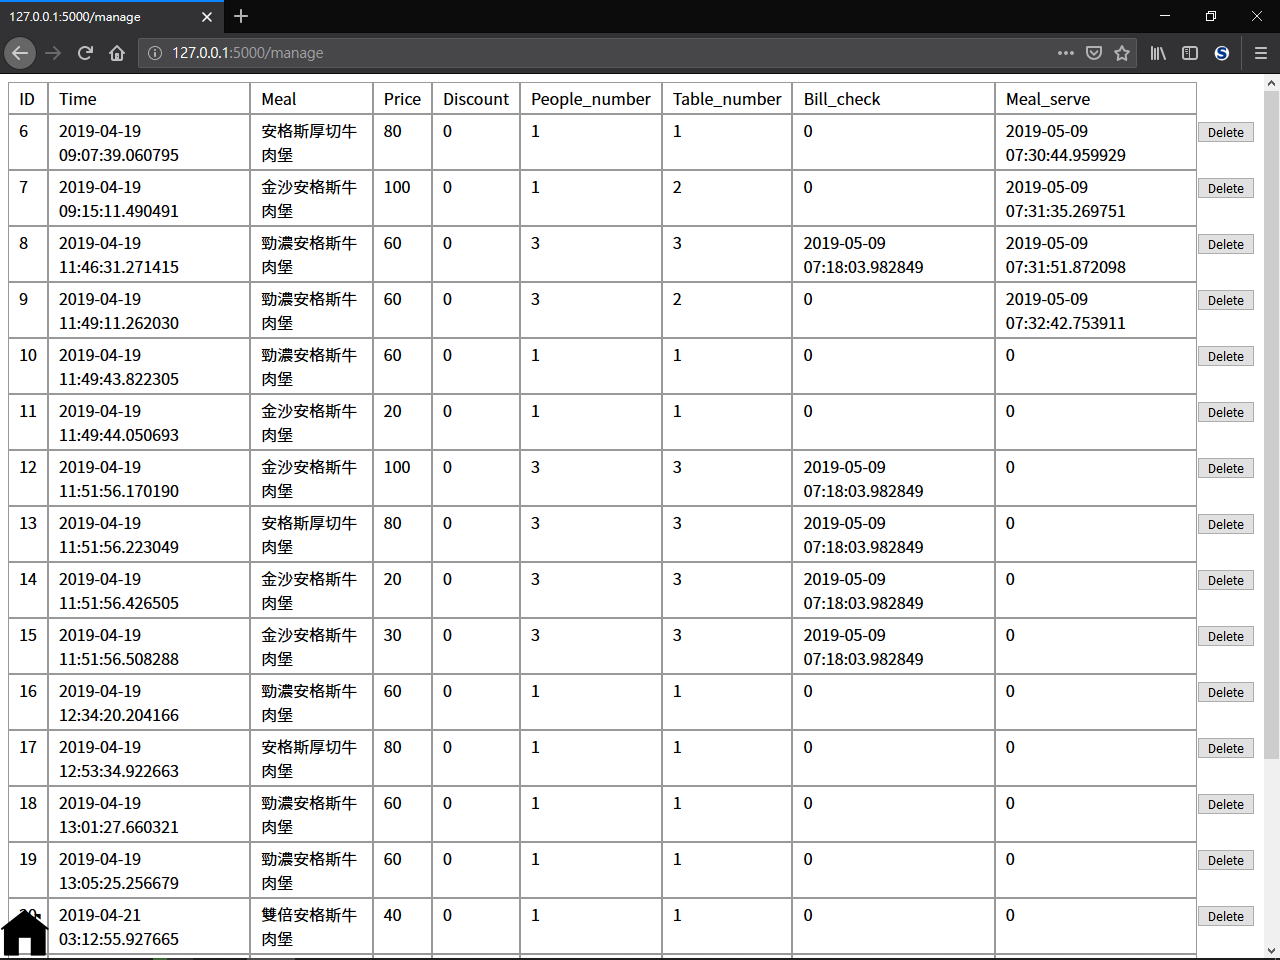 127.0.0.1:5000/manage
127.0.0.1:5000/manage
ID Time Meal Price Discount People_number Table_number Bill_check Meal_serve
6 2019-04-19 安格斯厚切牛 80 0 1 1 0 2019-05-09 Delete
09:07:39.060795 肉堡 07:30:44.959929
7 2019-04-19 金沙安格斯牛 100 0 1 2 0 2019-05-09 Delete
09:15:11.490491 肉堡 07:31:35.269751
8 2019-04-19 勁濃安格斯牛 60 0 3 3 2019-05-09 2019-05-09 Delete
11:46:31.271415 肉堡 07:18:03.982849 07:31:51.872098
9 2019-04-19 勁濃安格斯牛 60 0 3 2 0 2019-05-09 Delete
11:49:11.262030 肉堡 07:32:42.753911
10 2019-04-19 勁濃安格斯牛 60 0 1 1 0 0 Delete
11:49:43.822305 肉堡
11 2019-04-19 金沙安格斯牛 20 0 1 1 0 0 Delete
11:49:44.050693 肉堡
12 2019-04-19 金沙安格斯牛 100 0 3 3 2019-05-09 0 Delete
11:51:56.170190 肉堡 07:18:03.982849
13 2019-04-19 安格斯厚切牛 80 0 3 3 2019-05-09 0 Delete
11:51:56.223049 肉堡 07:18:03.982849
14 2019-04-19 金沙安格斯牛 20 0 3 3 2019-05-09 0 Delete
11:51:56.426505 肉堡 07:18:03.982849
15 2019-04-19 金沙安格斯牛 30 0 3 3 2019-05-09 0 Delete
11:51:56.508288 肉堡 07:18:03.982849
16 2019-04-19 勁濃安格斯牛 60 0 1 1 0 0 Delete
12:34:20.204166 肉堡
17 2019-04-19 安格斯厚切牛 80 0 1 1 0 0 Delete
12:53:34.922663 肉堡
18 2019-04-19 勁濃安格斯牛 60 0 1 1 0 0 Delete
13:01:27.660321 肉堡
19 2019-04-19 勁濃安格斯牛 60 0 1 1 0 0 Delete
13:05:25.256679 肉堡
2019-04-21 雙倍安格斯牛 40 0 1 1 0 0 Delete
03:12:55.927665 肉堡